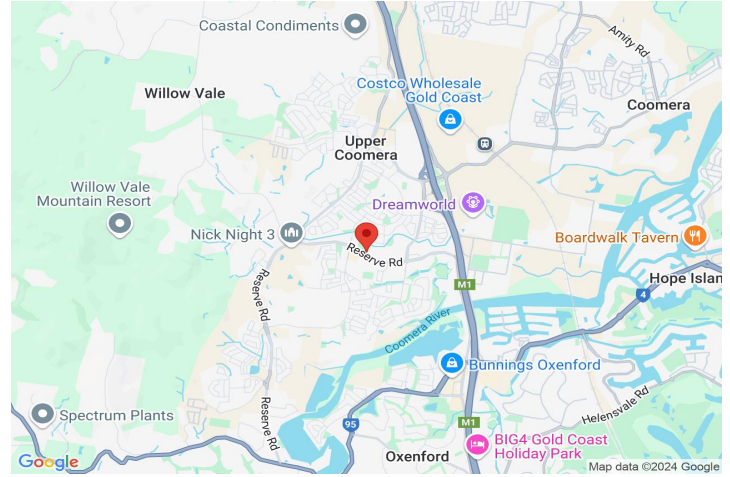 Coastal Condiments
Amity Rd
Willow Vale
Costco Wholesale
Gold Coast
Coomera
Upper
Coomera
Willow Vale
Mountain Resort
Dreamworld
Nick Night 3
Boardwalk Tavern
Reserve Rd
Reserve Rd
Hope Islan
M1
4
Coomera River
Bunnings Oxenford
Helensvale Rd
Spectrum Plants
Reserve Rd
95
M1
BIG4 Gold Coast
Holiday Park
Oxenford
Google
Map data ©2024 Google